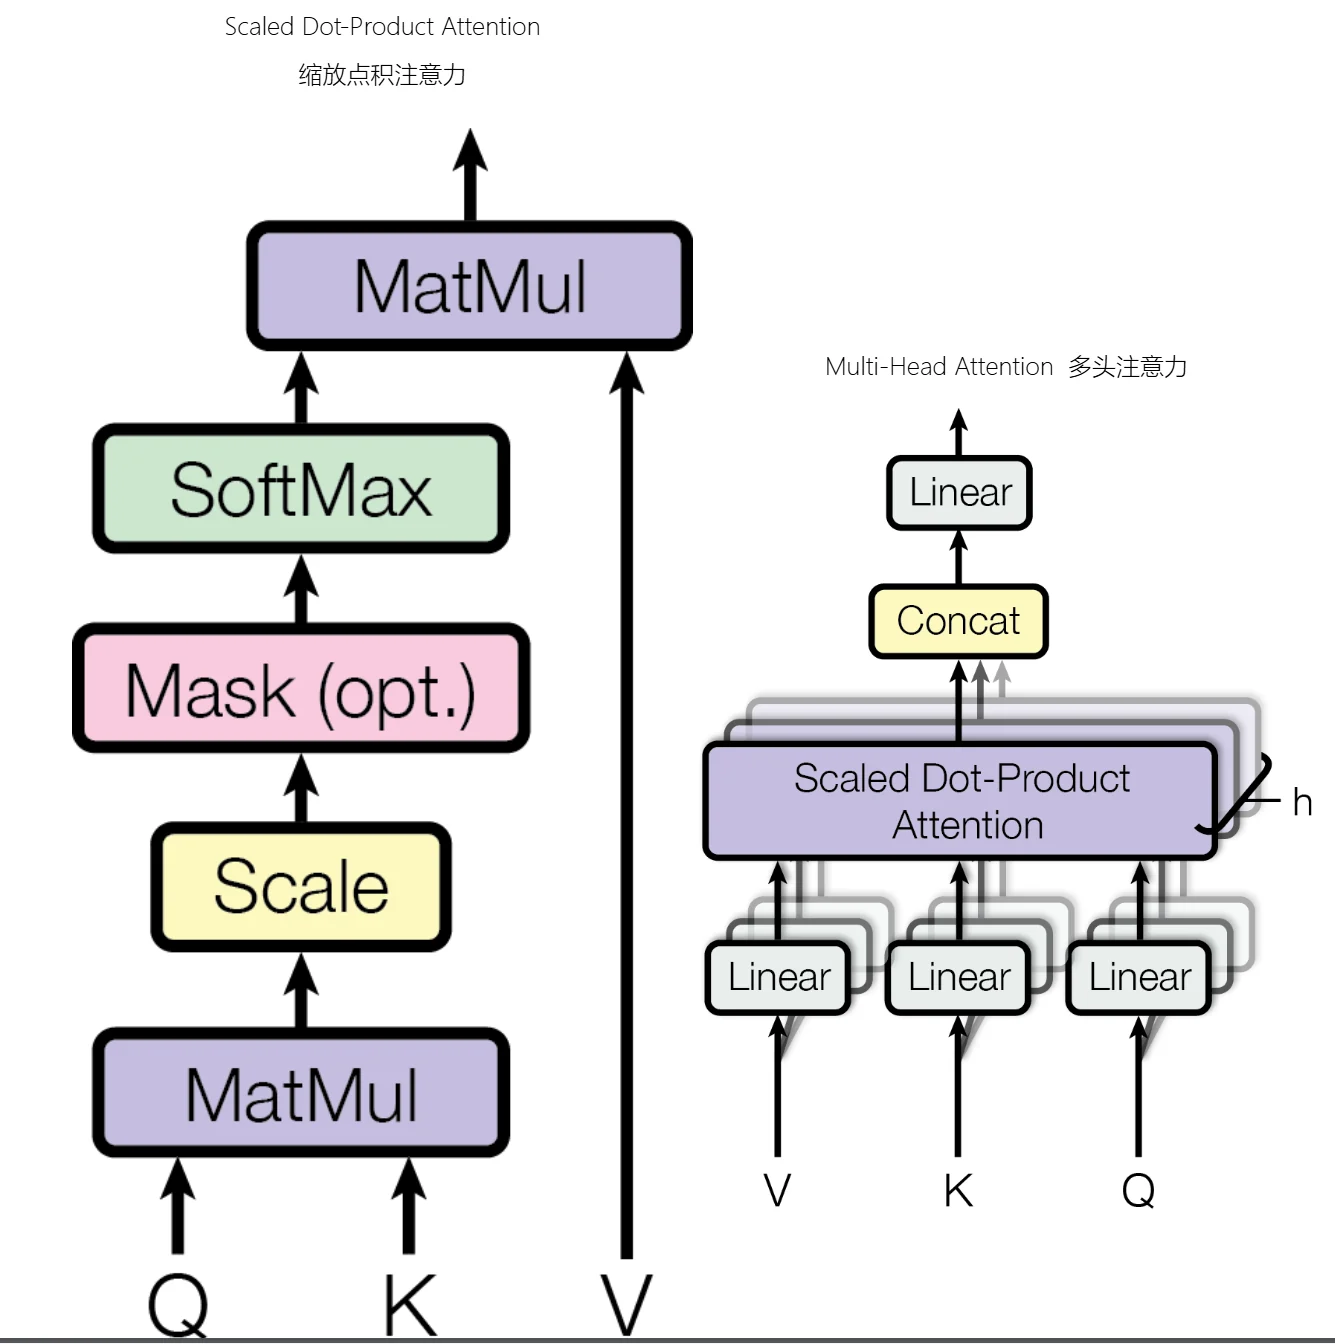 Scaled Dot-Product Attention
缩放点积注意力
MatMul
SoftMax
Mask (opt.)
Scale
MatMul
Q K V
Multi-Head Attention 多头注意力
Linear
Concat
Scaled Dot-Product
Attention
h
Linear Linear Linear
V K Q